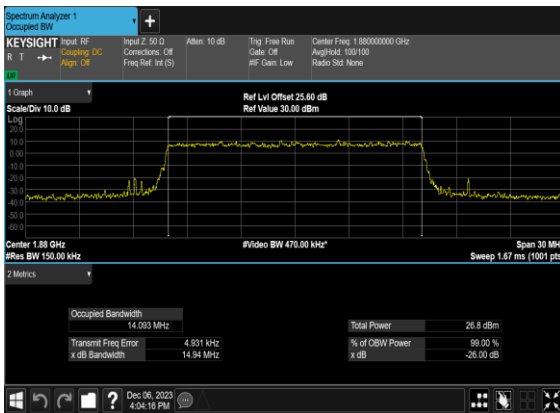 Spectrum Analyzer 1
Occupied BW
KEYSIGHT
R T
LV
Input: RF
Coupling: DC
Align: Off
Input Z: 50 Ω
Corrections: Off
Freq Ref: Int (S)
Atten: 10 dB
Trig: Free Run
Gate: Off
#IF Gain: Low
Center Freq: 1.880000000 GHz
Avg|Hold: 100/100
Radio Std: None
1 Graph
Scale/Div 10.0 dB
Ref Lvl Offset 25.60 dB
Ref Value 30.00 dBm
Log
20.0
10.0
0.00
-10.0
-20.0
-30.0
-40.0
-50.0
-60.0
Center 1.88 GHz
#Res BW 150.00 kHz
#Video BW 470.00 kHz*
Span 30 MH
Sweep 1.67 ms (1001 pts
2 Metrics
Occupied Bandwidth
14.093 MHz
Transmit Freq Error 4.931 kHz
x dB Bandwidth 14.94 MHz
Total Power 26.8 dBm
% of OBW Power 99.00 %
x dB -26.00 dB
Dec 06, 2023
4:04:16 PM